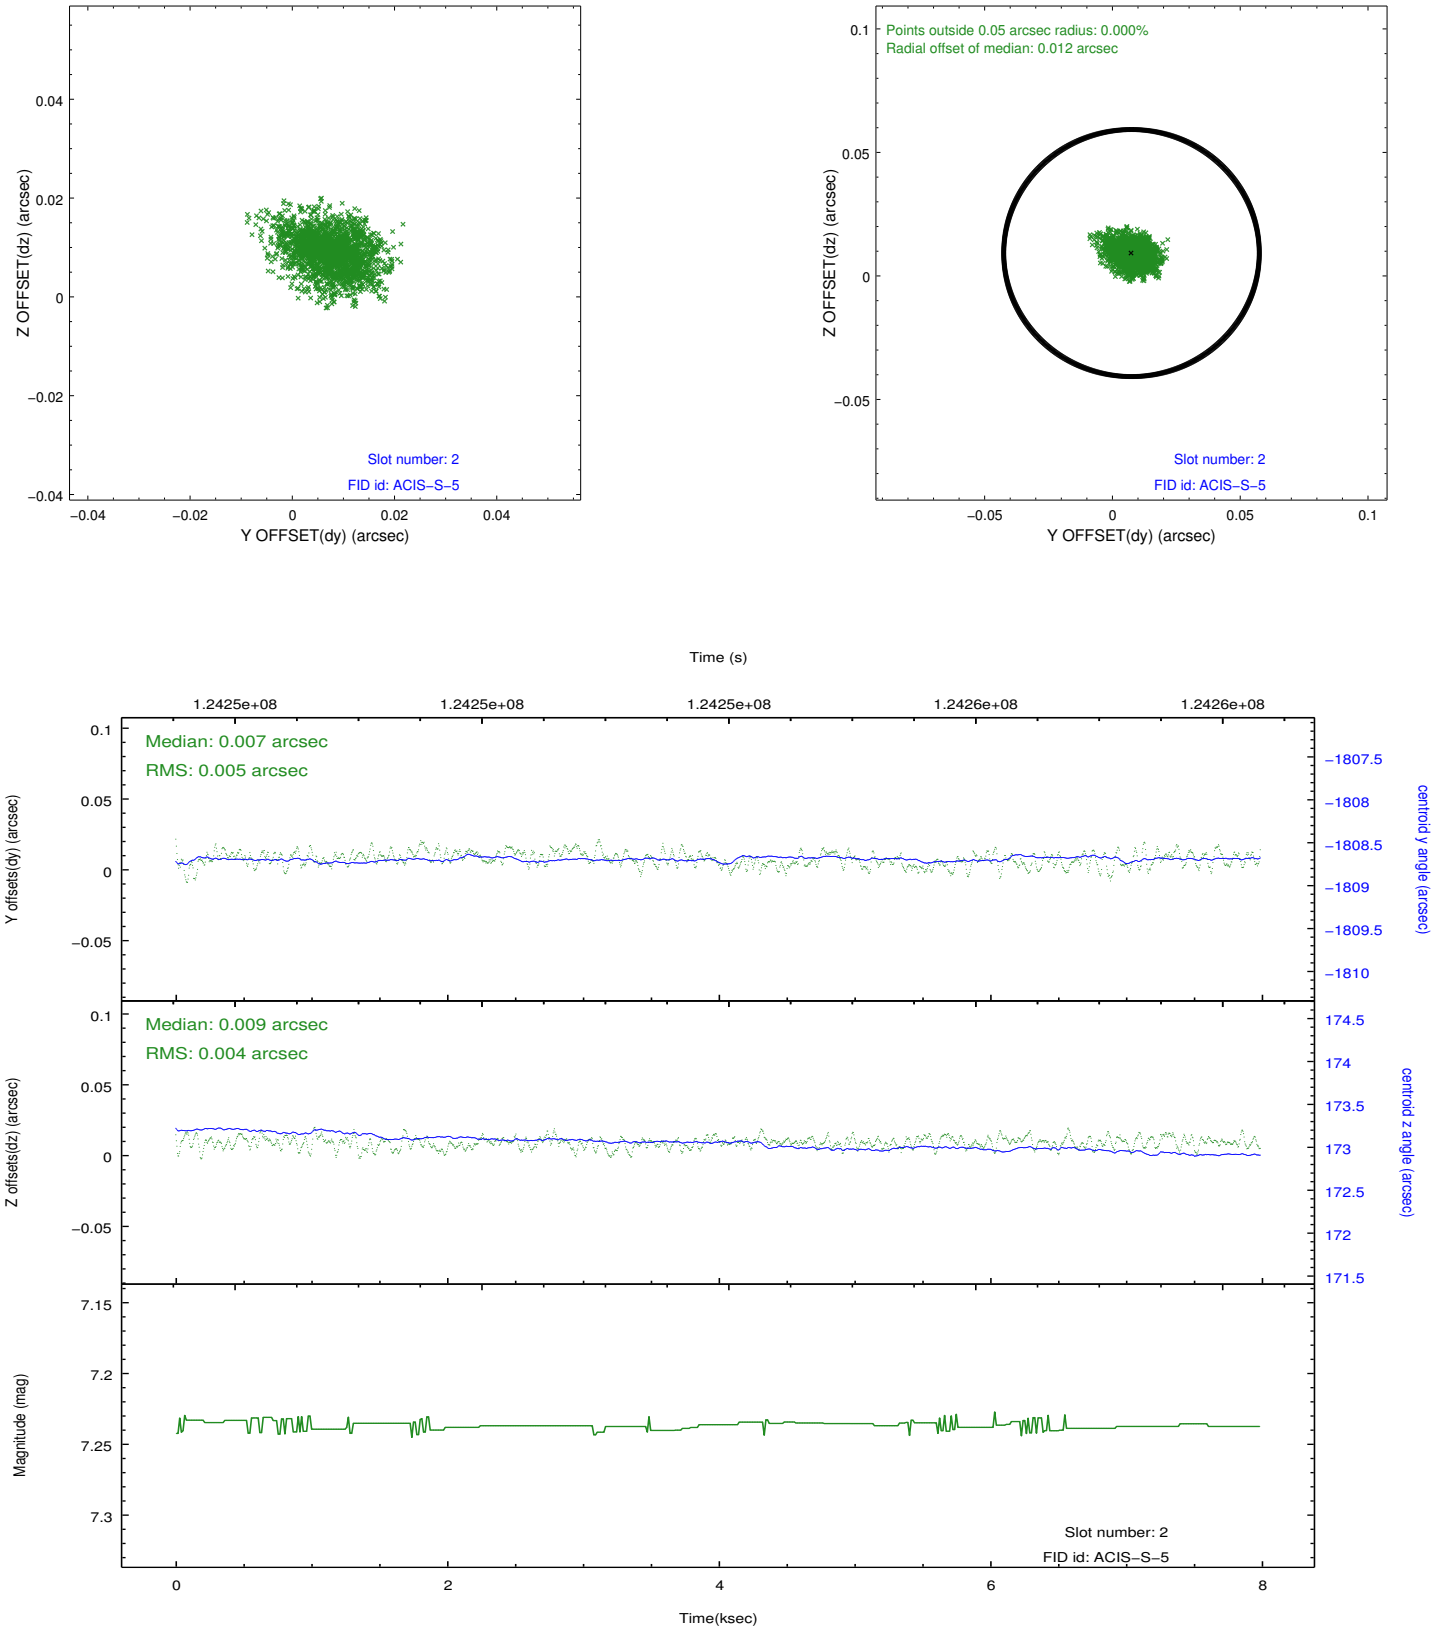 0.04
0.02
0
−0.02
−0.04
Z OFFSET(dz) (arcsec)
Slot number: 2
FID id: ACIS−S−5
−0.04
−0.02
0
0.02
0.04
Y OFFSET(dy) (arcsec)
Points outside 0.05 arcsec radius: 0.000%
Radial offset of median: 0.012 arcsec
0.1
0.05
0
−0.05
Z OFFSET(dz) (arcsec)
Slot number: 2
FID id: ACIS−S−5
−0.05
0
0.05
0.1
Y OFFSET(dy) (arcsec)
Time (s)
1.2425e+08
1.2425e+08
1.2425e+08
1.2426e+08
1.2426e+08
Median: 0.007 arcsec
RMS: 0.005 arcsec
0.1
0.05
0
−0.05
Y offsets(dy) (arcsec)
−1807.5
−1808
−1808.5
−1809
−1809.5
−1810
centroid y angle (arcsec)
Median: 0.009 arcsec
RMS: 0.004 arcsec
0.1
0.05
0
−0.05
Z offsets(dz) (arcsec)
174.5
174
173.5
173
172.5
172
171.5
centroid z angle (arcsec)
7.15
7.2
7.25
7.3
Magnitude (mag)
Slot number: 2
FID id: ACIS−S−5
0
2
4
6
8
Time(ksec)